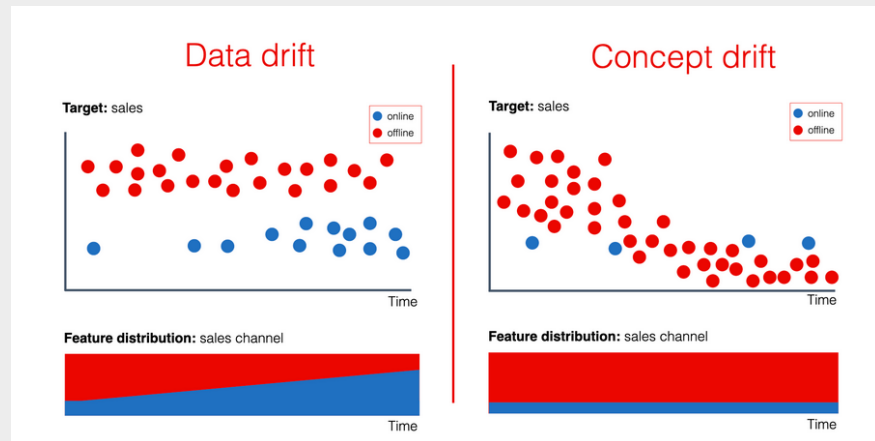 Data drift
Target: sales
online
offline
Time
Feature distribution: sales channel
Time
Concept drift
Target: sales
online
offline
Time
Feature distribution: sales channel
Time